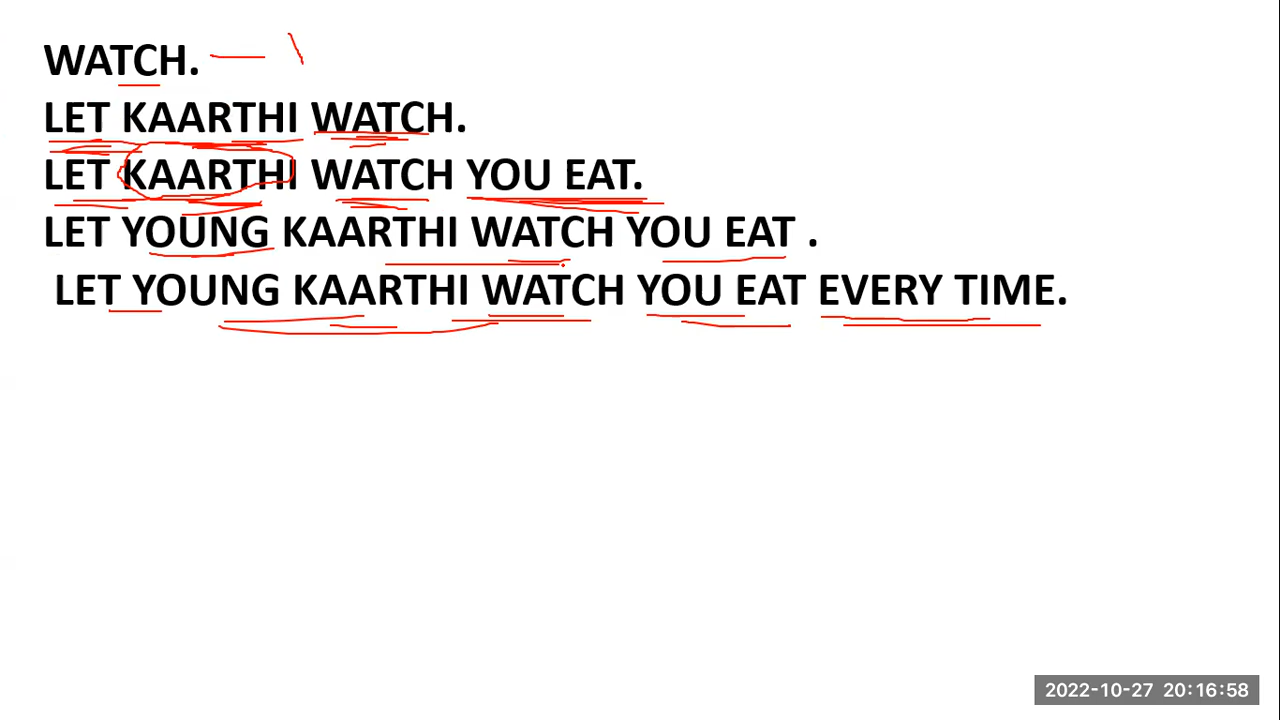 WATCH.
LET KAARTHI WATCH.
LET KAARTHI WATCH YOU EAT.
LET YOUNG KAARTHI WATCH YOU EAT .
LET YOUNG KAARTHI WATCH YOU EAT EVERY TIME.
2022-10-27 20:16:58